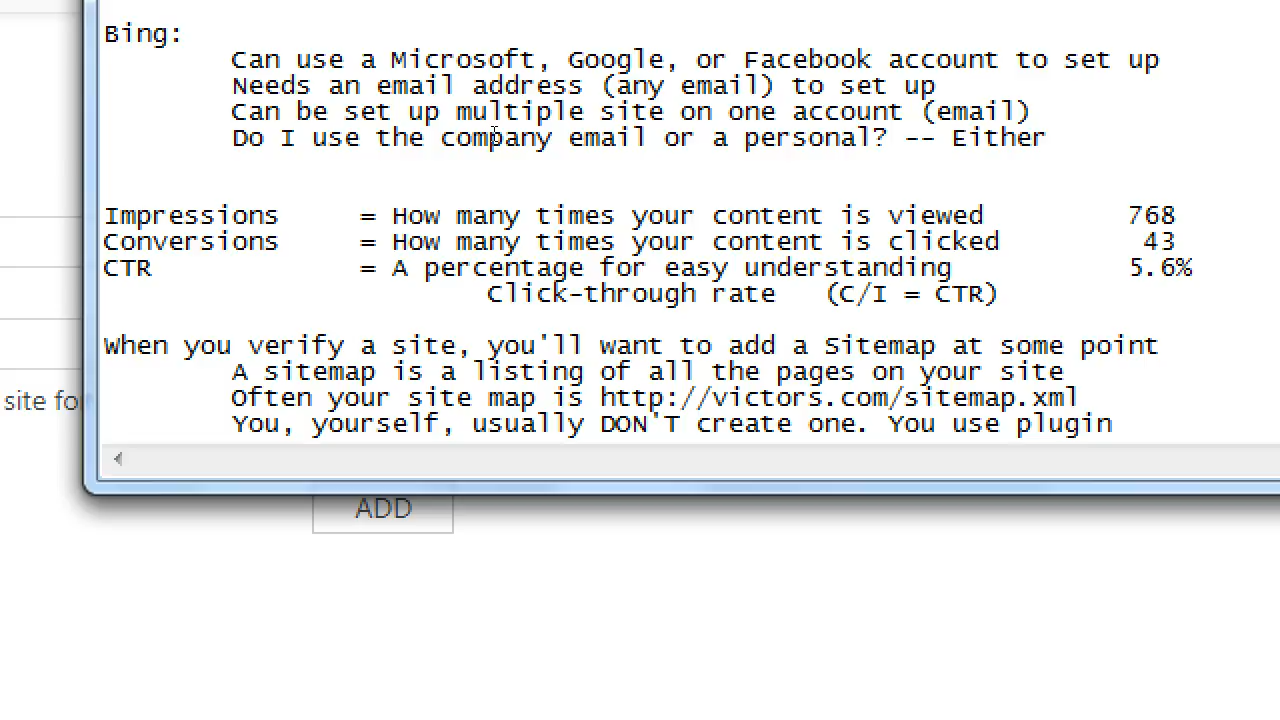 Bing:
Can use a Microsoft, Google, or Facebook account to set up
Needs an email address (any email) to set up
Can be set up multiple site on one account (email)
Do I use the company email or a personal? -- Either
Impressions = How many times your content is viewed 768
Conversions = How many times your content is clicked 43
CTR = A percentage for easy understanding 5.6%
Click-through rate (C/I = CTR)
When you verify a site, you'll want to add a Sitemap at some point
A sitemap is a listing of all the pages on your site
site fo
Often your site map is http://victors.com/sitemap.xml
You, yourself, usually DON'T create one. You use plugin
ADD